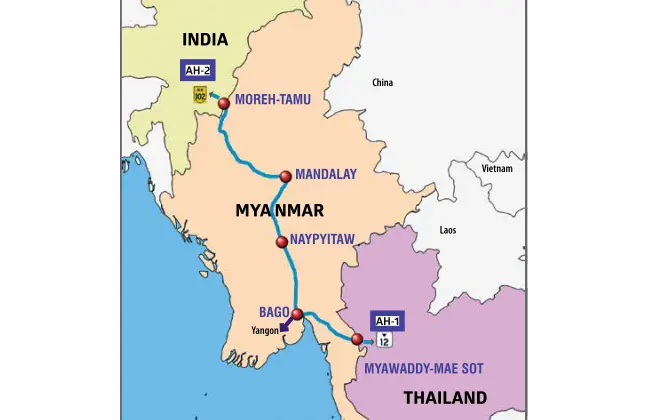 INDIA
AH-2
China
102
MOREH-TAMU
Vietnam
MANDALAY
MYANMAR
Laos
NAYPYITAW
BAGO
AH-1
Yangon
12
MYAWADDY-MAE SOT
THAILAND